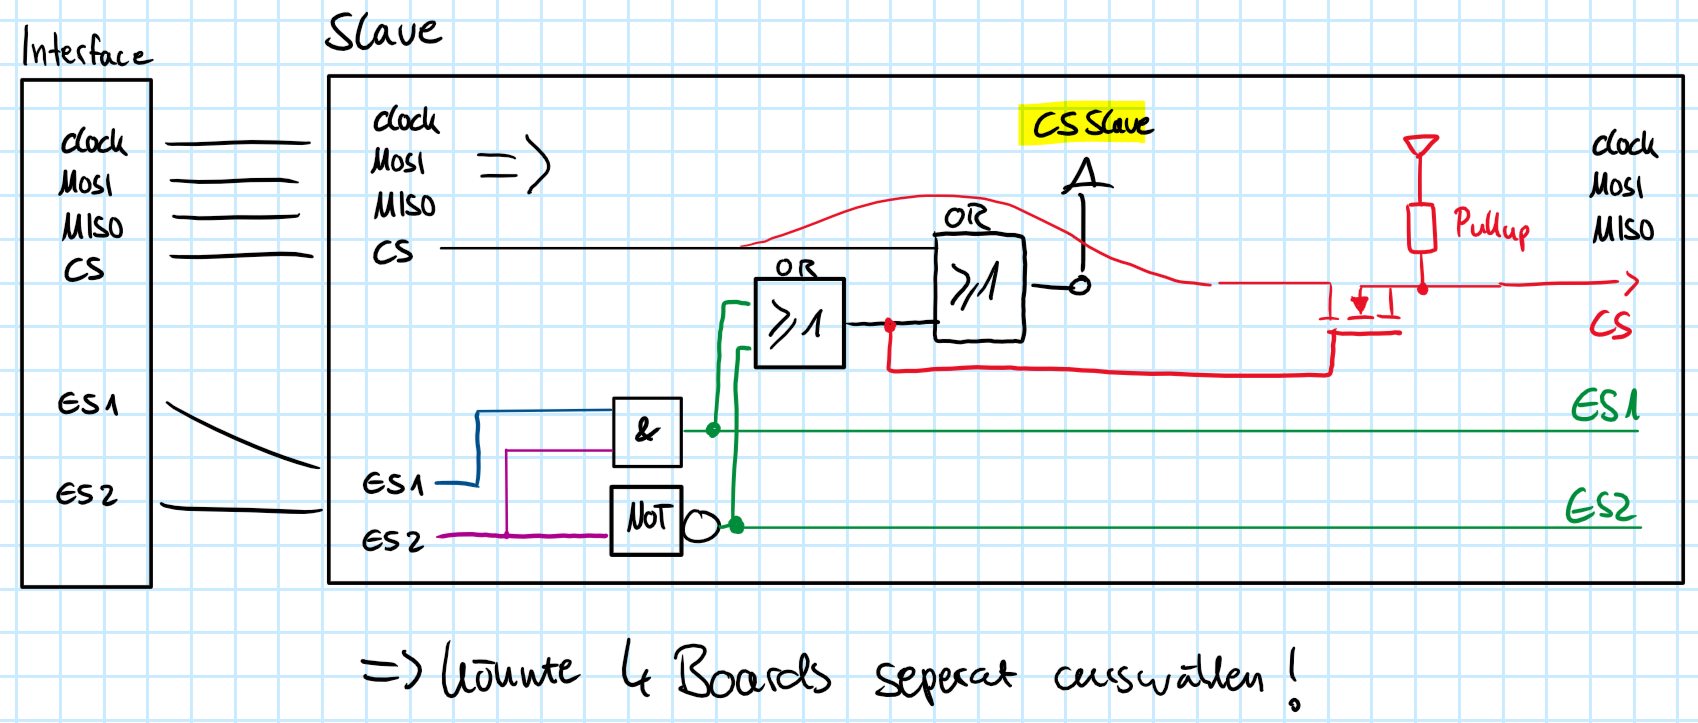 Interface
Slave
clock
MOSI
MISO
CS
ES1
ES2
clock
MOSI
=>
MISO
CS
ES1
ES2
&
NOT
OR
≥1
OR
≥1
CS Slave
Pullup
clock
MOSI
MISO
CS
ES1
ES2
=> könnte 4 Boards seperat auswählen!